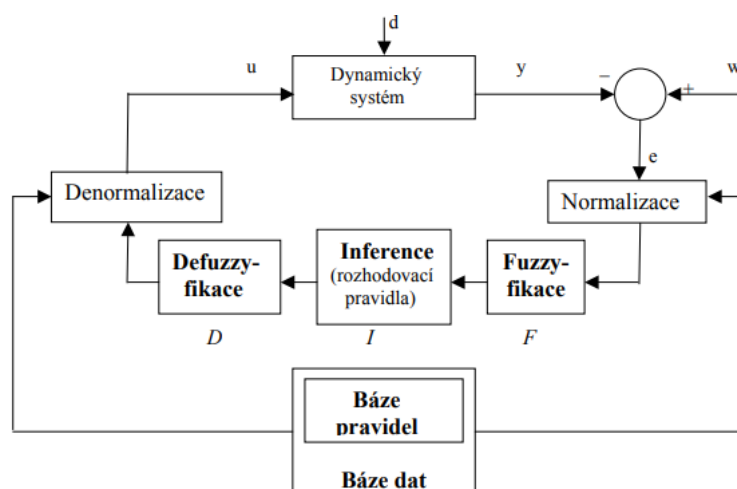 d
u
Dynamický
systém
y
–
+
w
e
Denormalizace
Normalizace
Defuzzy-
fikace
Inference
(rozhodovací
pravidla)
Fuzzy-
fikace
D
I
F
Báze
pravidel
Báze dat